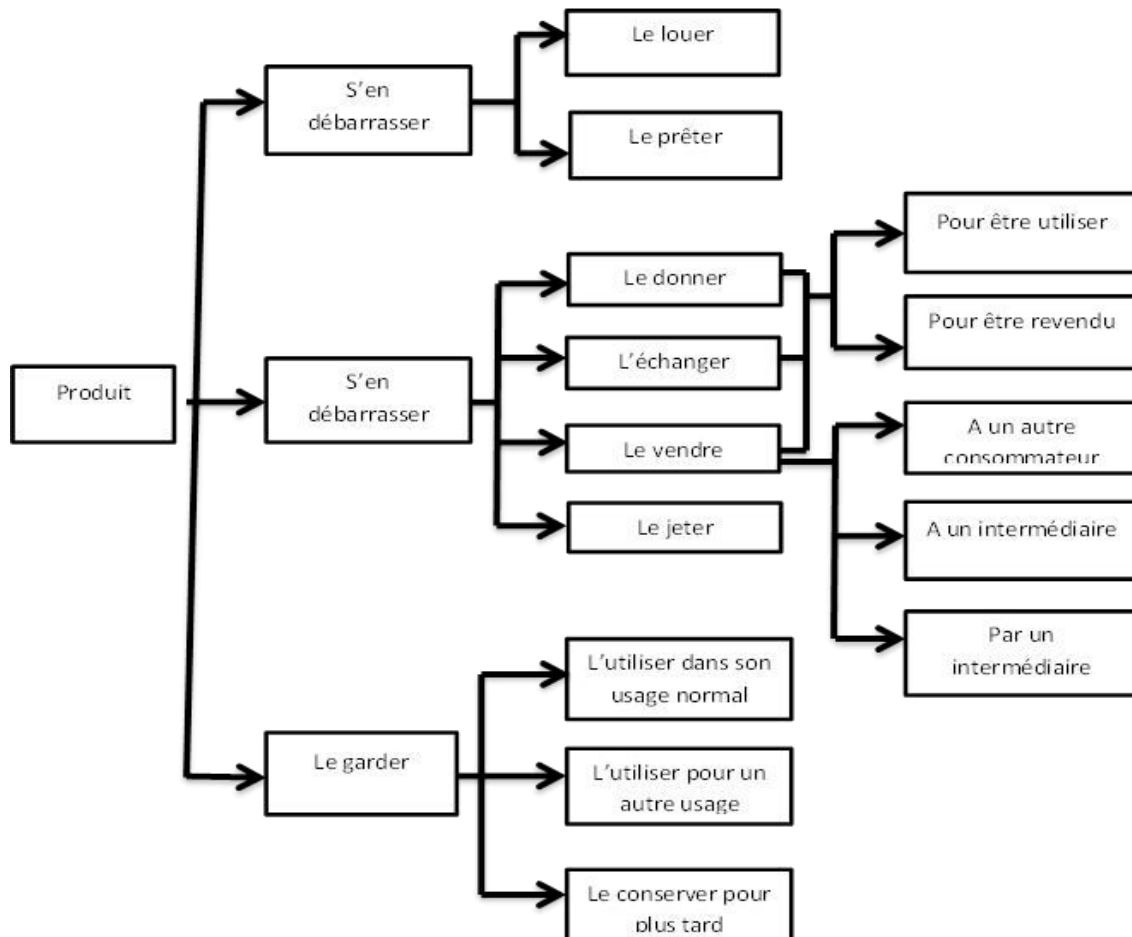 Le louer
S'en
débarrasser
Le prêter
Pour être utiliser
Le donner
Pour être revendu
L'échanger
Produit
S'en
débarrasser
A un autre
consommateur
Le vendre
Le jeter
A un intermédiaire
Par un
intermédiaire
L'utiliser dans son
usage normal
Le garder
L'utiliser pour un
autre usage
Le conserver pour
plus tard